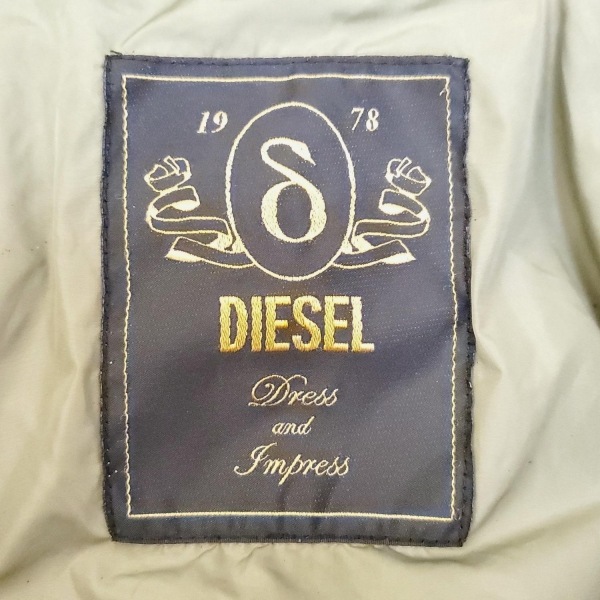 19 78
δ
DIESEL
Dress
and
Impress